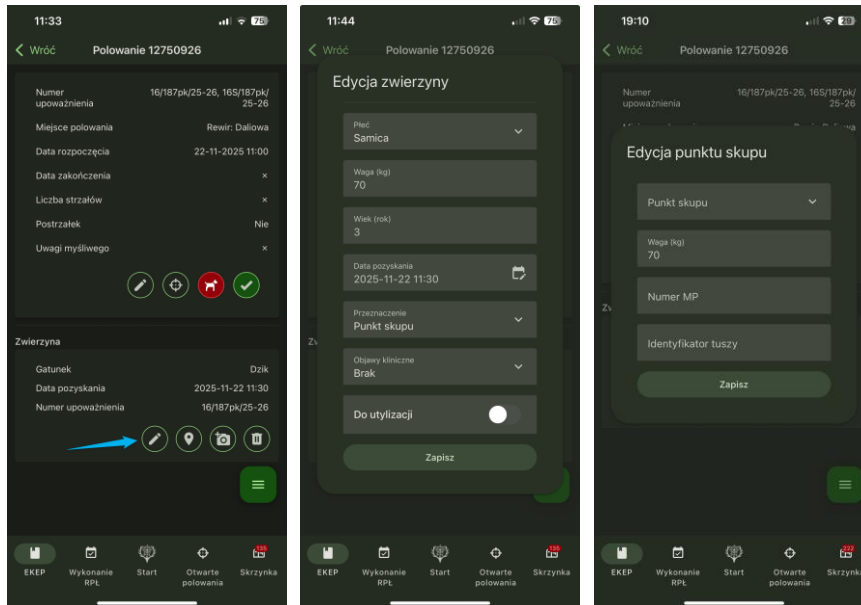 11:33
75
Wróć
Polowanie 12750926
Numer upoważnienia
16/187pk/25-26, 16S/187pk/25-26
Miejsce polowania
Rewir: Daliowa
Data rozpoczęcia
22-11-2025 11:00
Data zakończenia
×
Liczba strzałów
×
Postrzałek
Nie
Uwagi myśliwego
×
Zwierzyna
Gatunek
Dzik
Data pozyskania
2025-11-22 11:30
Numer upoważnienia
16/187pk/25-26
135
EKEP
Wykonanie RPŁ
Start
Otwarte polowania
Skrzynka
11:44
75
Wróć
Polowanie 12750926
Edycja zwierzyny
Płeć
Samica
Waga (kg)
70
Wiek (rok)
3
Data pozyskania
2025-11-22 11:30
Przeznaczenie
Punkt skupu
Objawy kliniczne
Brak
Do utylizacji
Zapisz
Zw
135
EKEP
Wykonanie RPŁ
Start
Otwarte polowania
Skrzynka
19:10
Wróć
Polowanie 12750926
Numer upoważnienia
16/187pk/25-26, 16S/187pk/25-26
Edycja punktu skupu
Punkt skupu
Waga (kg)
70
Numer MP
Identyfikator tuszy
Zapisz
Zw
222
EKEP
Wykonanie RPŁ
Start
Otwarte polowania
Skrzynk